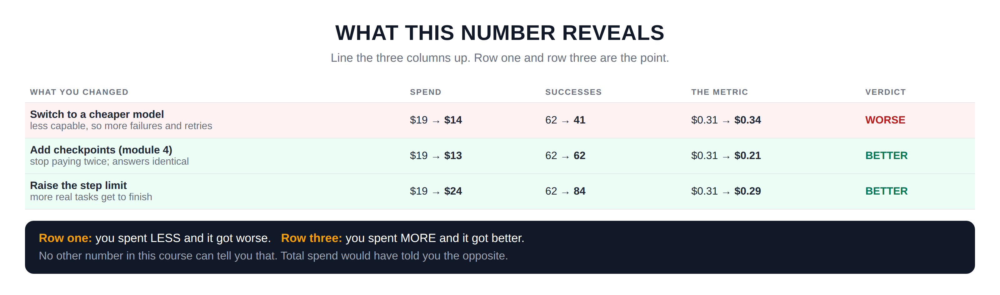 WHAT THIS NUMBER REVEALS
Line the three columns up. Row one and row three are the point.
WHAT YOU CHANGED SPEND SUCCESSES THE METRIC VERDICT
Switch to a cheaper model
less capable, so more failures and retries
$19 → $14 62 → 41 $0.31 → $0.34 WORSE
Add checkpoints (module 4)
stop paying twice; answers identical
$19 → $13 62 → 62 $0.31 → $0.21 BETTER
Raise the step limit
more real tasks get to finish
$19 → $24 62 → 84 $0.31 → $0.29 BETTER
Row one: you spent LESS and it got worse. Row three: you spent MORE and it got better.
No other number in this course can tell you that. Total spend would have told you the opposite.